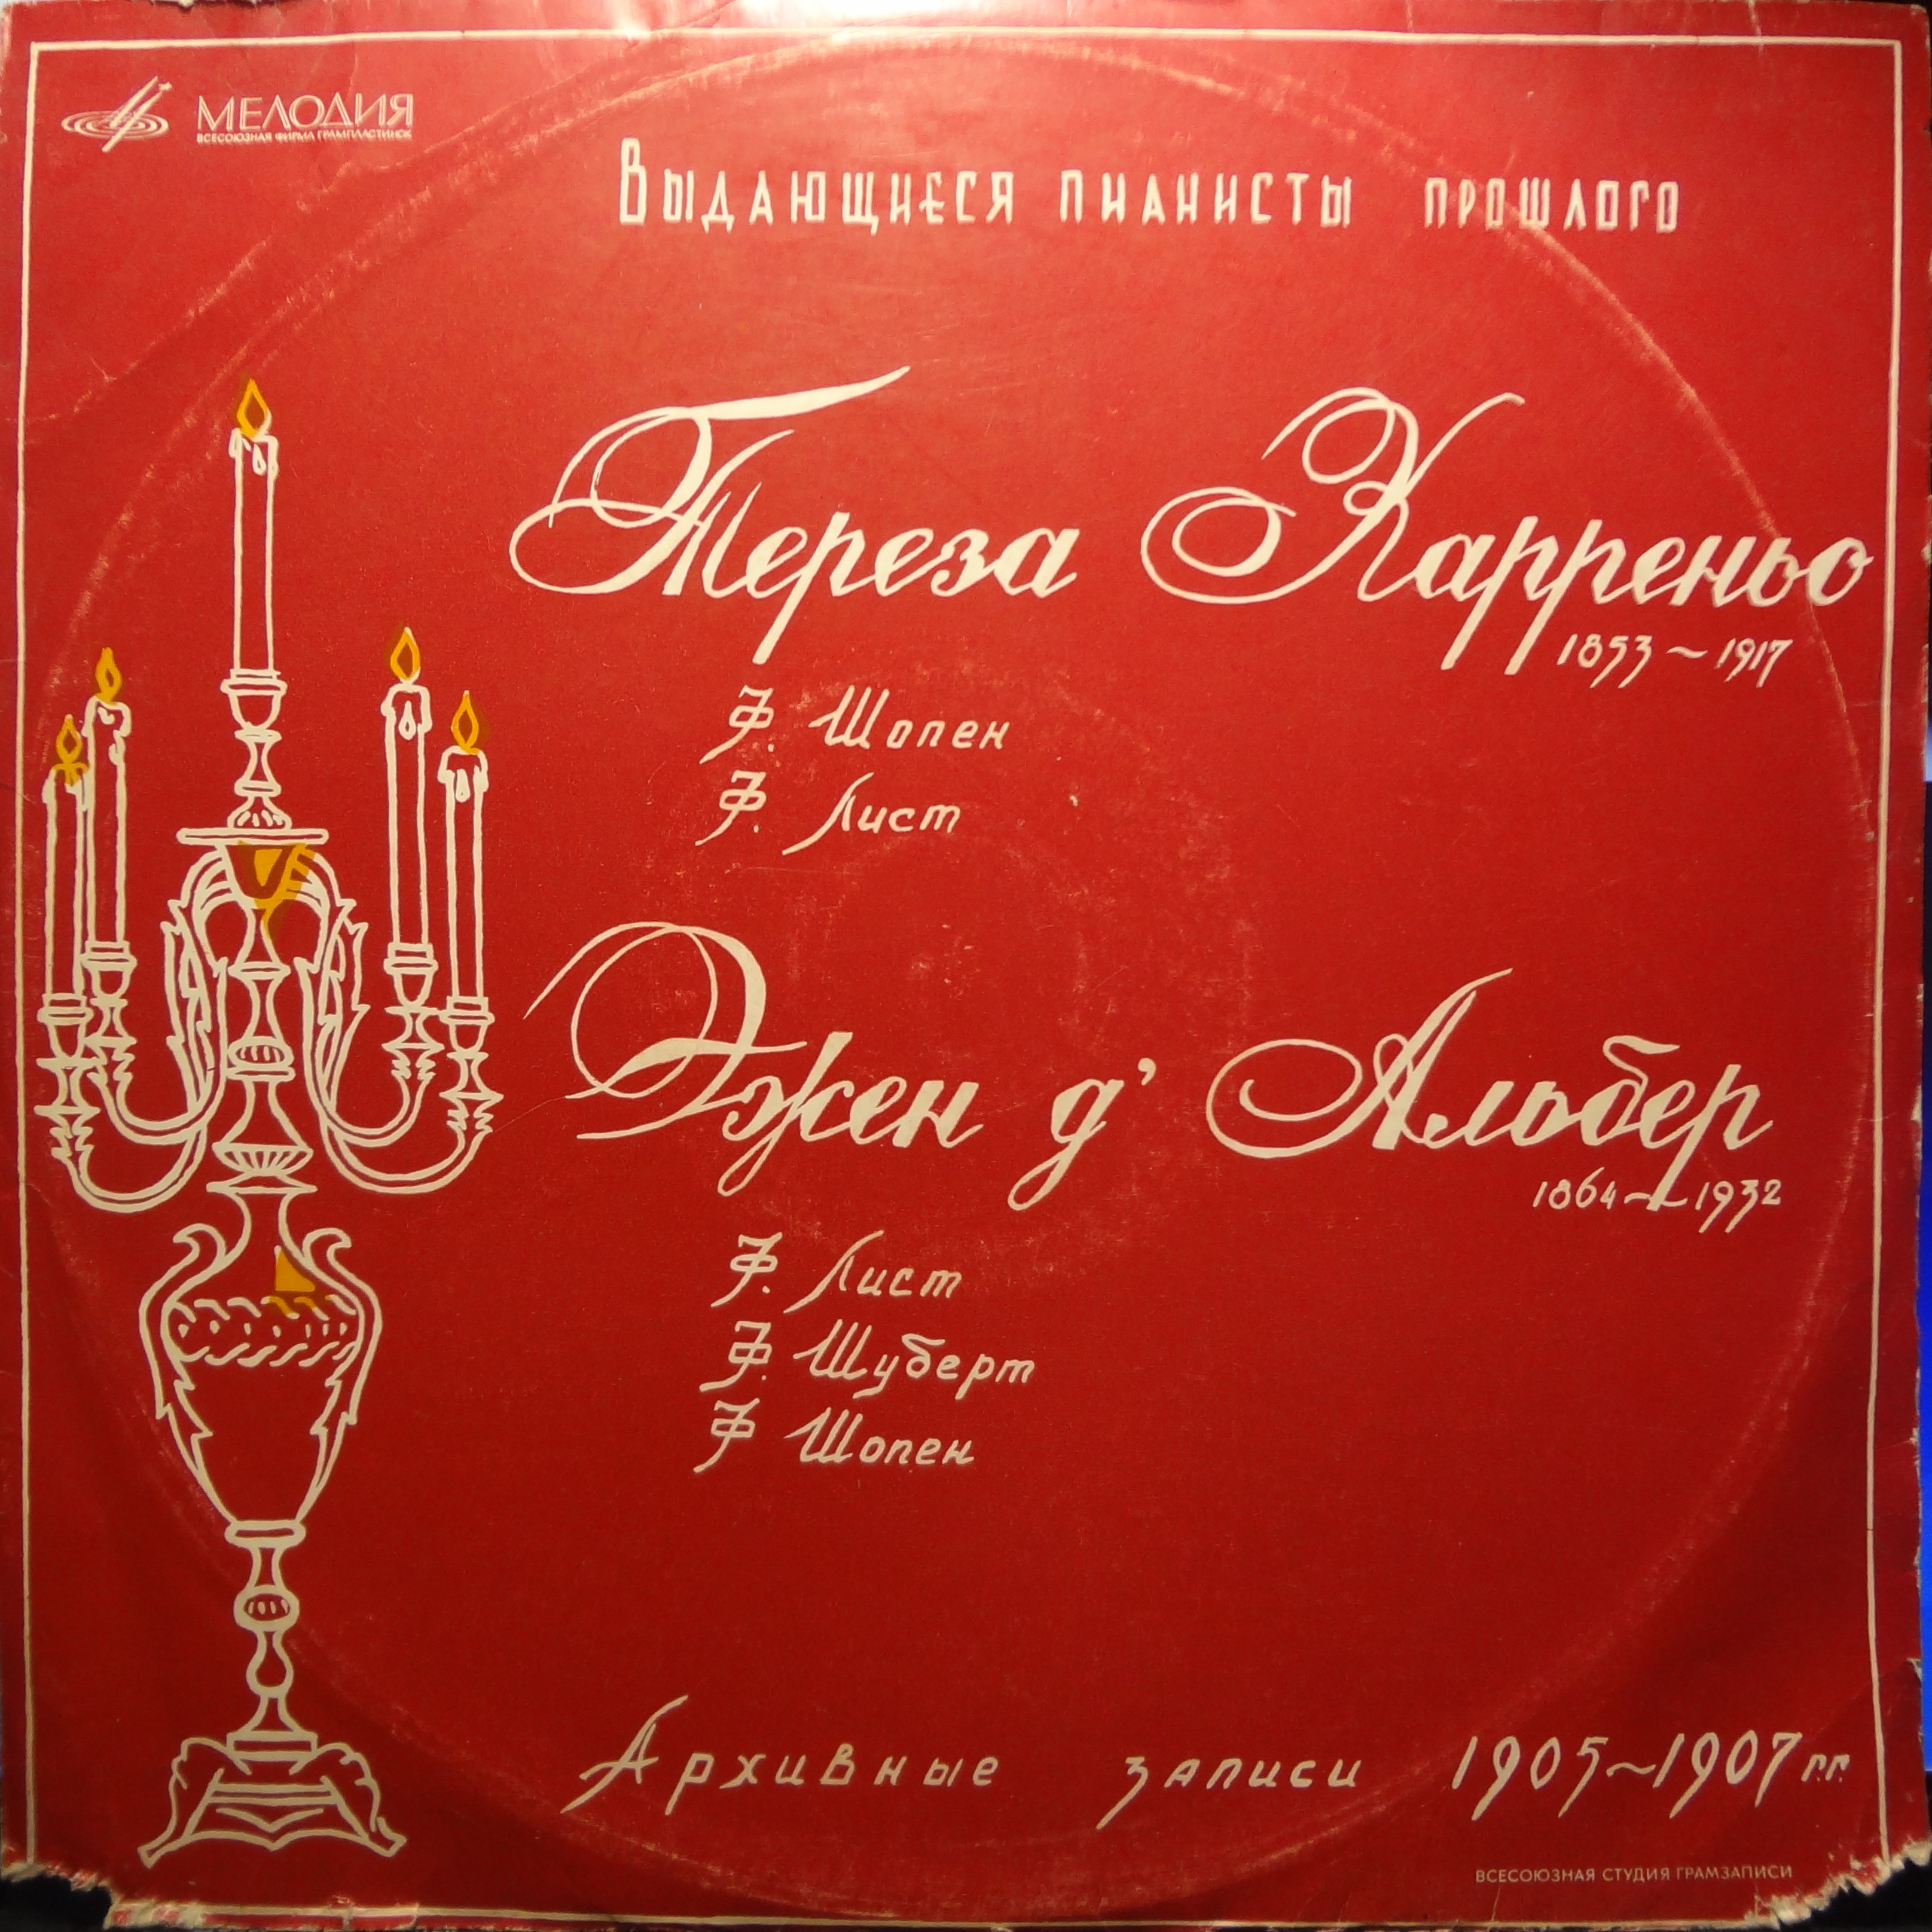 МЕЛОДИЯ
ВСЕСОЮЗНАЯ ФИРМА ГРАМПЛАСТИНОК
Выдающиеся пианисты прошлого
Тереза Карреньо
1853~1917
Ф. Шопен
Ф. Лист
Эжен д' Альбер
1864~1932
Ф. Лист
Ф. Шуберт
Ф Шопен
Архивные записи 1905~1907 г.г.
ВСЕСОЮЗНАЯ СТУДИЯ ГРАМЗАПИСИ